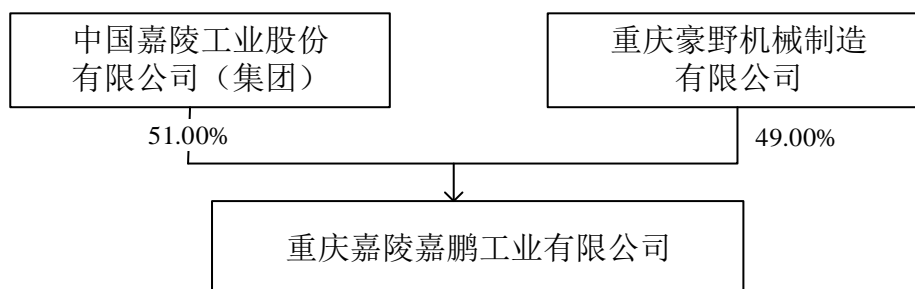 中国嘉陵工业股份
有限公司（集团）
重庆豪野机械制造
有限公司
51.00%
49.00%
重庆嘉陵嘉鹏工业有限公司